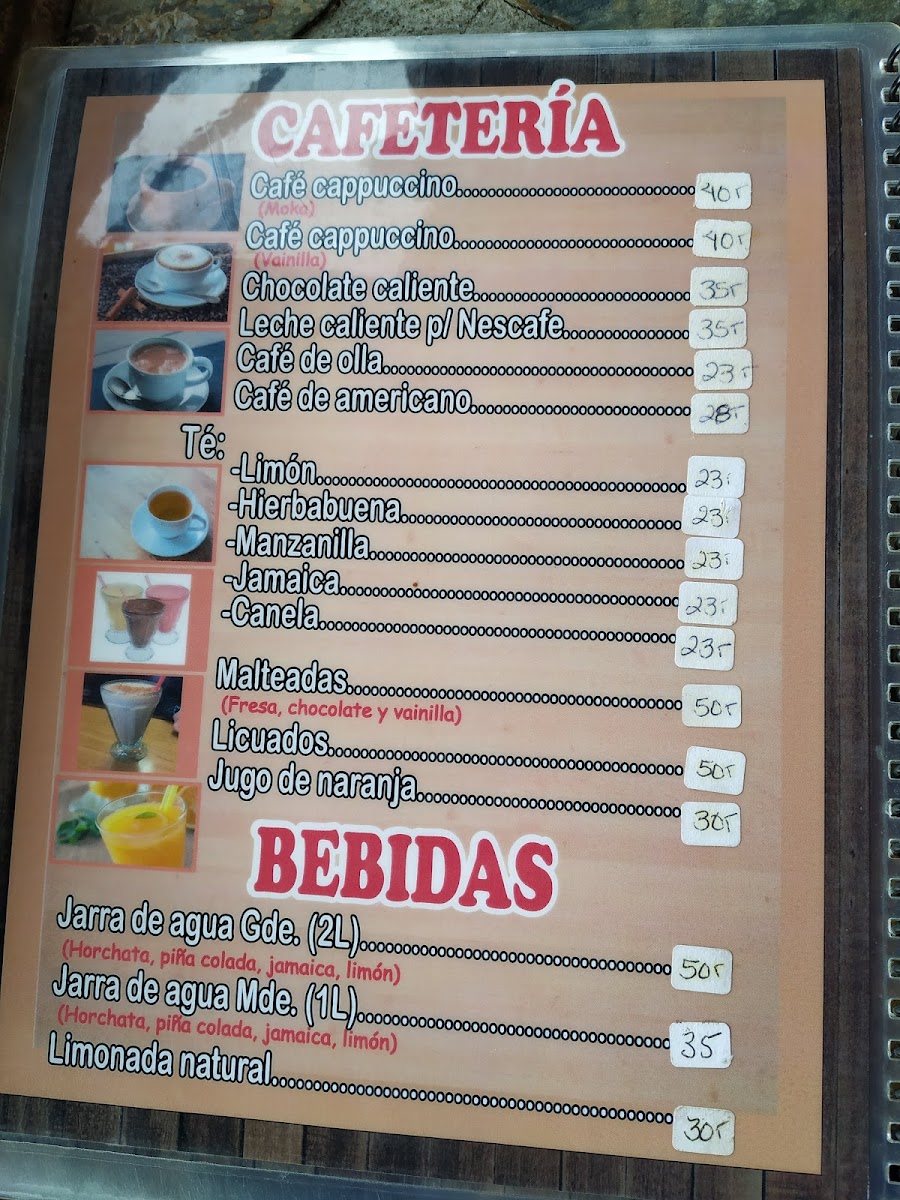 CAFETERÍA
Café cappuccino 40
(Moka)
Café cappuccino 40
(Vainilla)
Chocolate caliente 35
Leche caliente p/ Nescafe 35
Café de olla 23
Café de americano 28
Té:
-Limón 23
-Hierbabuena 23
-Manzanilla 23
-Jamaica 23
-Canela 23
Malteadas 50
(Fresa, chocolate y vainilla)
Licuados 50
Jugo de naranja 30
BEBIDAS
Jarra de agua Gde. (2L) 50
(Horchata, piña colada, jamaica, limón)
Jarra de agua Mde. (1L) 35
(Horchata, piña colada, jamaica, limón)
Limonada natural 30